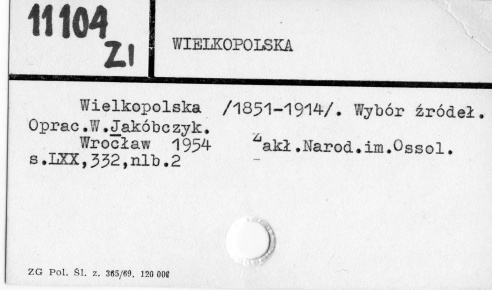 11104
ZI
WIELKOPOLSKA
Wielkopolska /1851-1914/. Wybór źródeł.
Oprac.W.Jakóbczyk.
Wrocław 1954 Zakł.Narod.im.Ossol.
s.LXX,332,nlb.2
ZG Pol. Śl. z. 365/69, 120 000